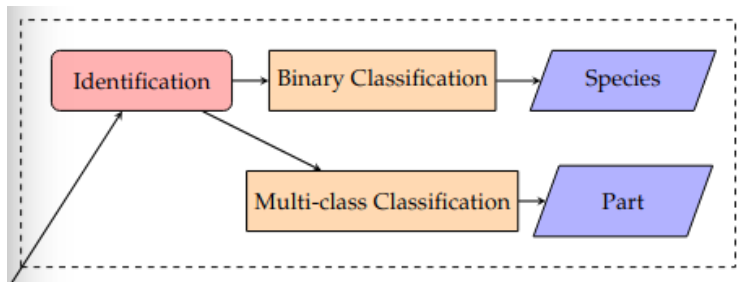 Identification
Binary Classification
Species
Multi-class Classification
Part